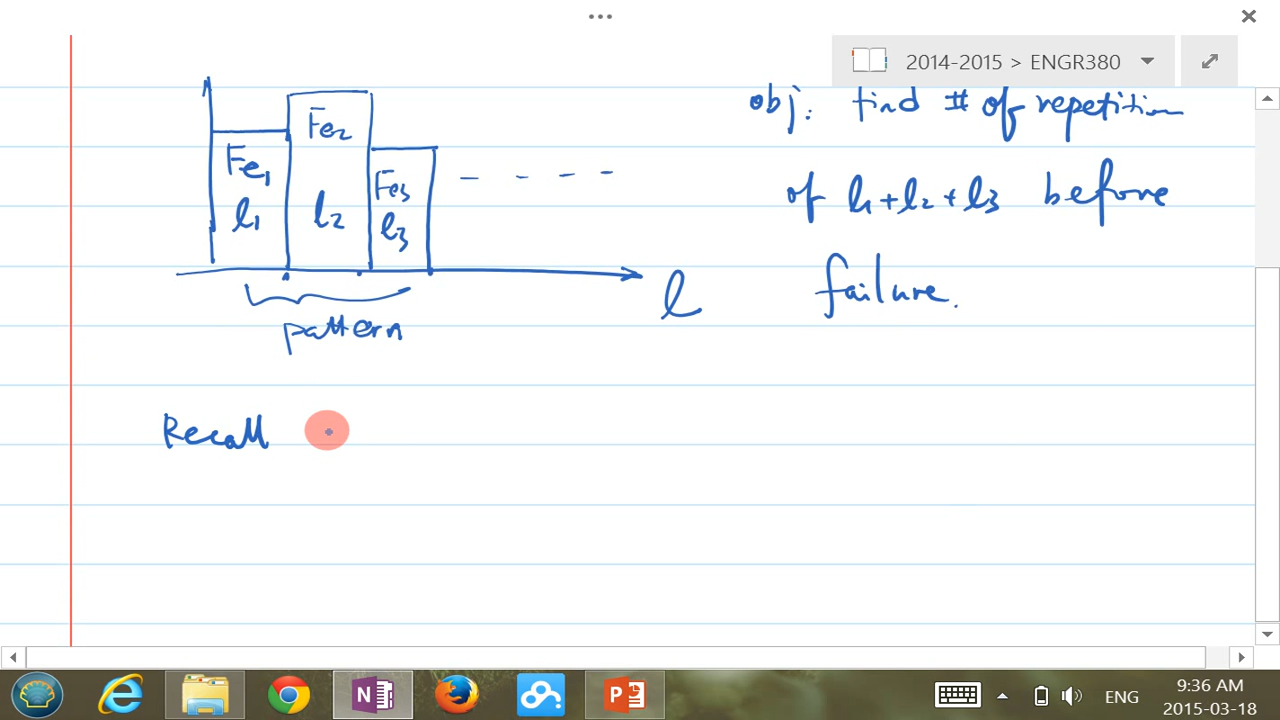 ...
2014-2015 > ENGR380
obj: find # of repetition
of l1+l2+l3 before
failure.
Fe1
l1
Fe2
l2
Fe3
l3
l
pattern
Recall
N
P
ENG
9:36 AM
2015-03-18